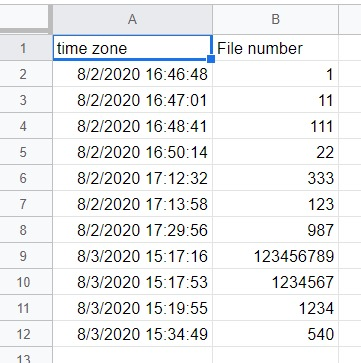 A B
1 time zone File number
2 8/2/2020 16:46:48 1
3 8/2/2020 16:47:01 11
4 8/2/2020 16:48:41 111
5 8/2/2020 16:50:14 22
6 8/2/2020 17:12:32 333
7 8/2/2020 17:13:58 123
8 8/2/2020 17:29:56 987
9 8/3/2020 15:17:16 123456789
10 8/3/2020 15:17:53 1234567
11 8/3/2020 15:19:55 1234
12 8/3/2020 15:34:49 540
13